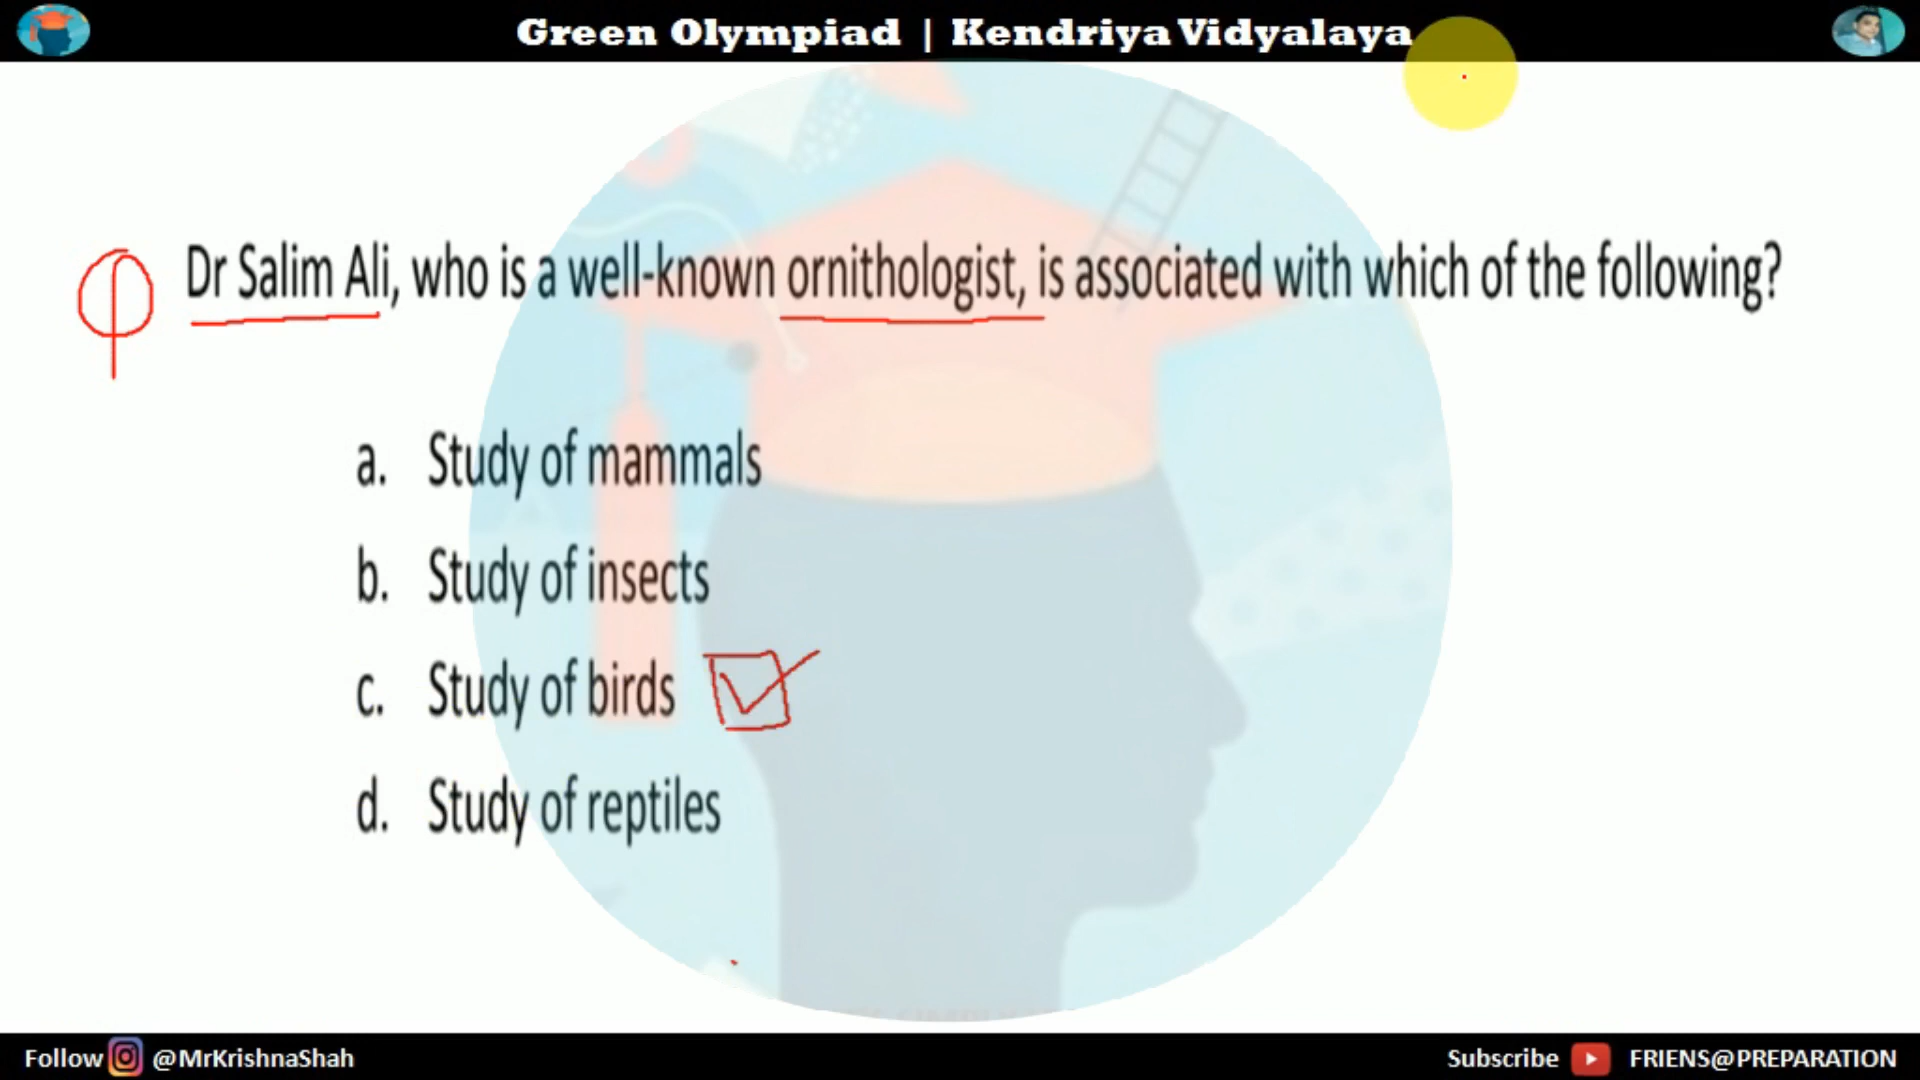 Green Olympiad | Kendriya Vidyalaya
Dr Salim Ali, who is a well-known ornithologist, is associated with which of the following?
a. Study of mammals
b. Study of insects
c. Study of birds
d. Study of reptiles
Follow @MrKrishnaShah
Subscribe FRIENS@PREPARATION